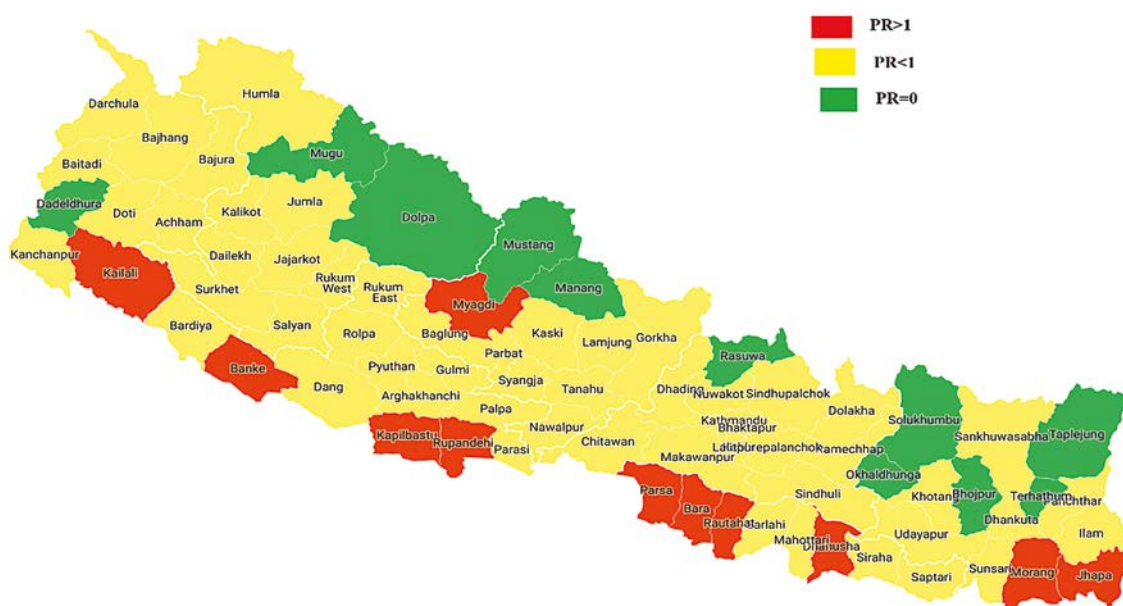 PR>1
PR<1
PR=0
Humla
Darchula
Bajhang
Mugu
Baitadi
Bajura
Dadeldhura
Doti
Achham
Kalikot
Jumla
Dolpa
Mustang
Kanchanpur
Kailali
Dailekh
Jajarkot
Rukum
West
Rukum
East
Manang
Surkhet
Myagdi
Bardiya
Salyan
Rolpa
Baglung
Kaski
Lamjung
Gorkha
Parbat
Rasuwa
Banke
Dang
Pyuthan
Gulmi
Syangja
Tanahu
Dhading
Nuwakot
Sindhupalchok
Arghakhanchi
Palpa
Dolakha
Nawalpur
Kathmandu
Bhaktapur
Solukhumbu
Taplejung
Kapilbastu
Rupandehi
Parasi
Chitawan
Sankhuwasabha
Makawanpur
Ramechhap
Okhaldhunga
Parsa
Sindhuli
Khotang
Bhojpur
Terhathum
Panchthar
Bara
Rautahat
Sarlahi
Mahottari
Dhanusha
Udayapur
Dhankuta
Ilam
Siraha
Saptari
Sunsari
Morang
Jhapa